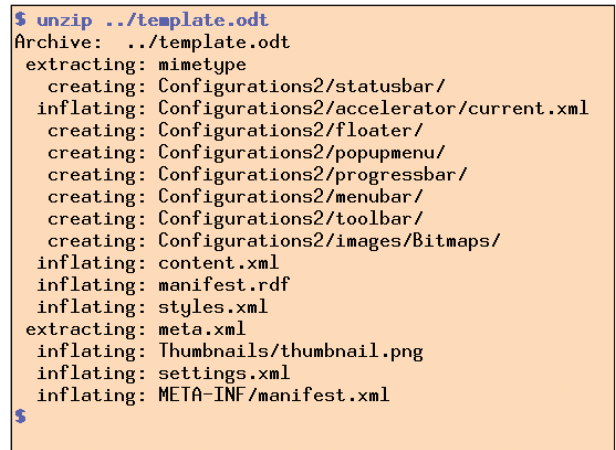 $ unzip ../template.odt
Archive:  ../template.odt
 extracting: mimetype
   creating: Configurations2/statusbar/
  inflating: Configurations2/accelerator/current.xml
   creating: Configurations2/floater/
   creating: Configurations2/popupmenu/
   creating: Configurations2/progressbar/
   creating: Configurations2/menubar/
   creating: Configurations2/toolbar/
   creating: Configurations2/images/Bitmaps/
  inflating: content.xml
  inflating: manifest.rdf
  inflating: styles.xml
 extracting: meta.xml
  inflating: Thumbnails/thumbnail.png
  inflating: settings.xml
  inflating: META-INF/manifest.xml
$